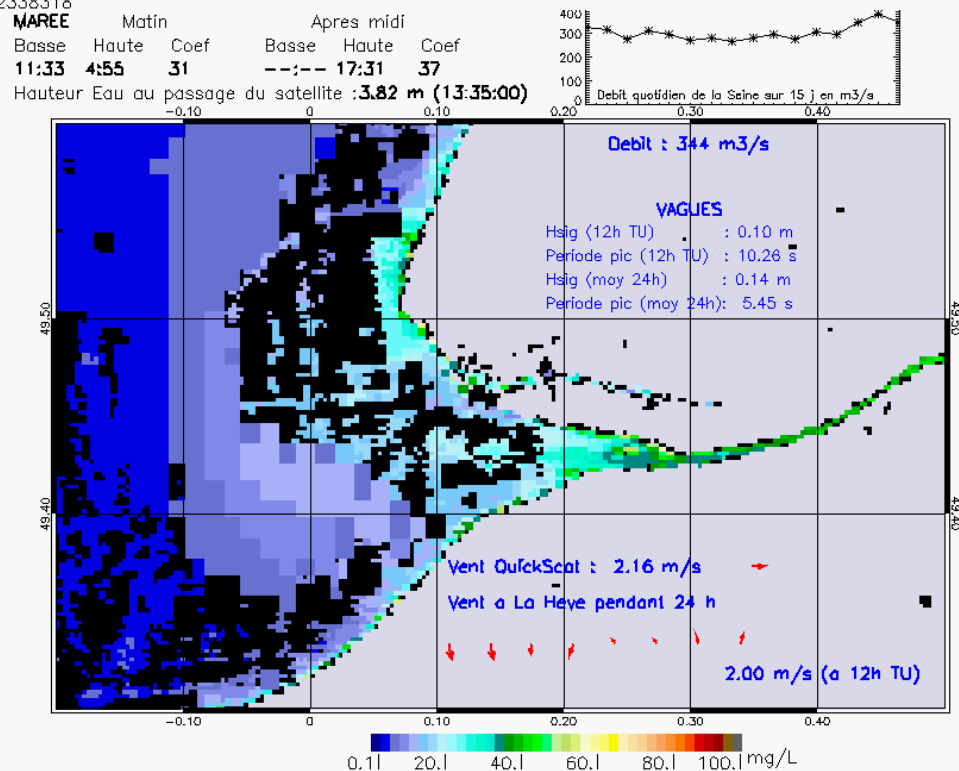 MAREE Matin Apres midi
Basse Haute Coef Basse Haute Coef
11:33 4:55 31 --:-- 17:31 37
Hauteur Eau au passage du satellite :3.82 m (13:35:00)
400
300
200
100
0
Debit quotidien de la Seine sur 15 j en m3/s
-0.10 0 0.10 0.20 0.30 0.40
Debit : 344 m3/s
VAGUES
Hsig (12h TU) : 0.10 m
Periode pic (12h TU) : 10.26 s
Hsig (moy 24h) : 0.14 m
Periode pic (moy 24h): 5.45 s
49.50 49.50
49.40 49.40
Vent QuickScat : 2.16 m/s
Vent a La Heve pendant 24 h
2.00 m/s (a 12h TU)
-0.10 0 0.10 0.20 0.30 0.40
0.1 20. 40. 60. 80. 100. mg/L